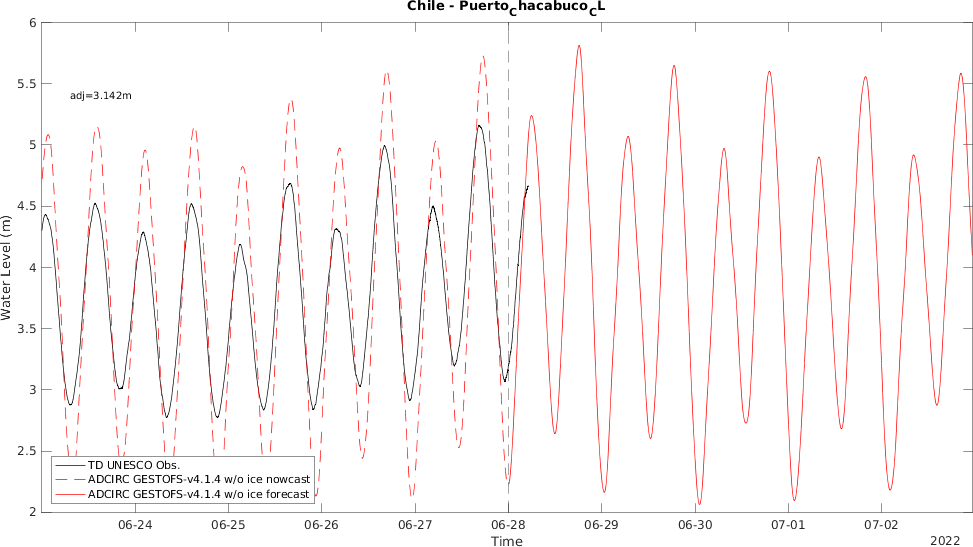 Chile - Puerto_Chacabuco_CL
6
5.5
adj=3.142m
5
4.5
4
3.5
3
2.5
2
Water Level (m)
TD UNESCO Obs.
ADCIRC GESTOFS-v4.1.4 w/o ice nowcast
ADCIRC GESTOFS-v4.1.4 w/o ice forecast
06-24 06-25 06-26 06-27 06-28 06-29 06-30 07-01 07-02
Time
2022